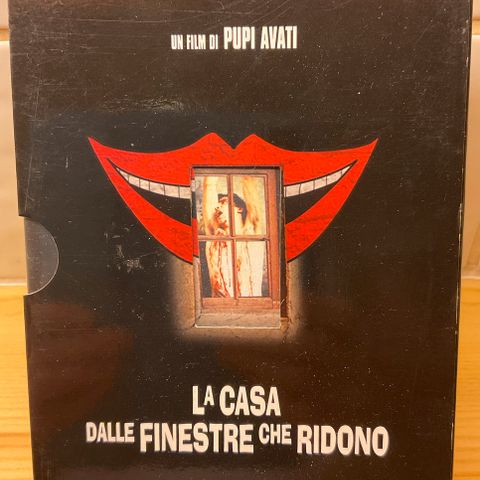 UN FILM DI PUPI AVATI
LA CASA
DALLE FINESTRE CHE RIDONO